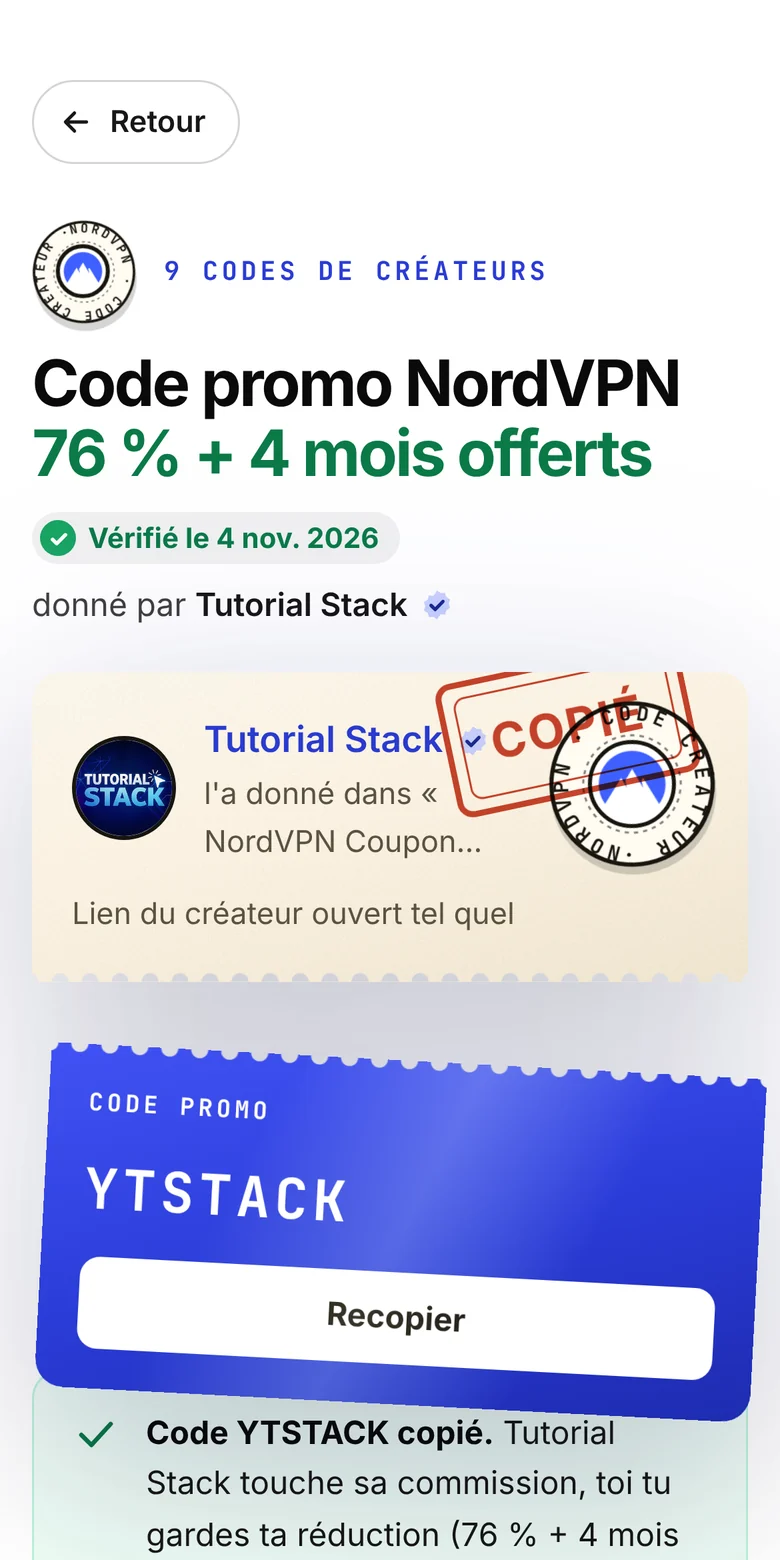 ← Retour
·NORDVPN · CODE CRÉATEUR
9 CODES DE CRÉATEURS
Code promo NordVPN
76 % + 4 mois offerts
Vérifié le 4 nov. 2026
donné par Tutorial Stack
COPIÉ
CODE CRÉATEUR · NORDVPN
TUTORIAL
STACK
Tutorial Stack
l'a donné dans «
NordVPN Coupon...
Lien du créateur ouvert tel quel
CODE PROMO
YTSTACK
Recopier
Code YTSTACK copié. Tutorial
Stack touche sa commission, toi tu
gardes ta réduction (76 % + 4 mois